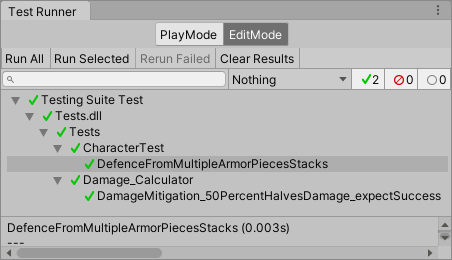 Test Runner
PlayMode EditMode
Run All Run Selected Rerun Failed Clear Results
Nothing 2 0 0
Testing Suite Test
Tests.dll
Tests
CharacterTest
DefenceFromMultipleArmorPiecesStacks
Damage_Calculator
DamageMitigation_50PercentHalvesDamage_expectSuccess
DefenceFromMultipleArmorPiecesStacks (0.003s)
---